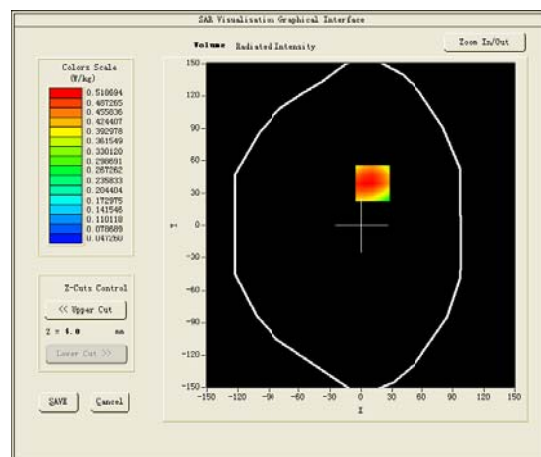 SAR Visualisation Graphical Interface
Volume Radiated Intensity
Zoom In/Out
Colors Scale
(W/kg)
0.518694
0.487265
0.455836
0.424407
0.392978
0.361549
0.330120
0.298691
0.267262
0.235833
0.204404
0.172975
0.141546
0.110118
0.078689
0.047260
Z-Cuts Control
<< Upper Cut
Z = 4.0 mm
Lower Cut >>
SAVE
Cancel
150
120
90
60
30
0
-30
-60
-90
-120
-150
Y
-150 -120 -90 -60 -30 0 30 60 90 120 150
X